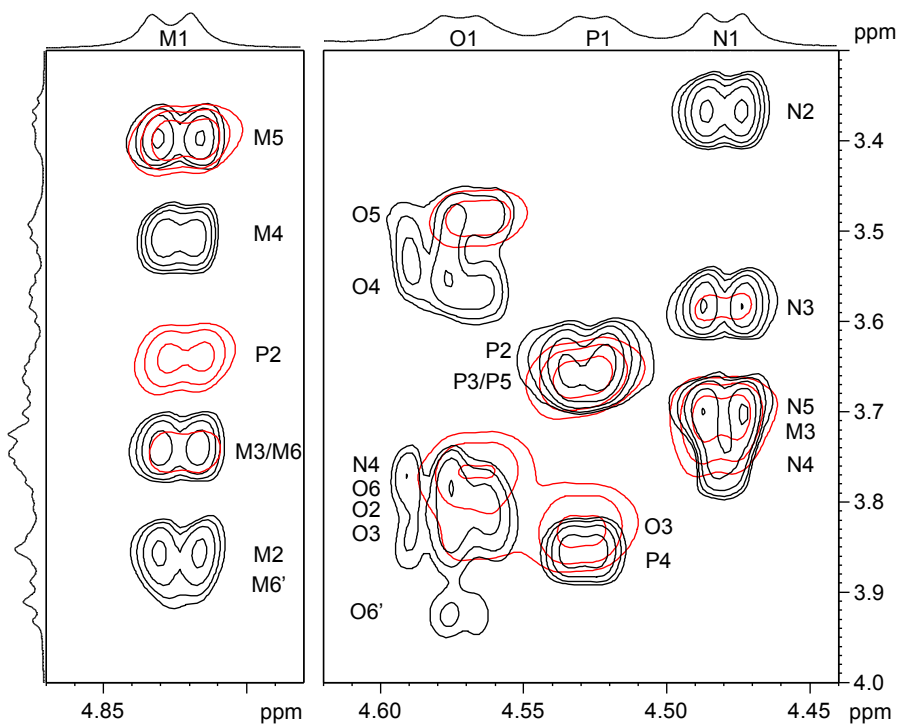 M1 O1 P1 N1 ppm
N2
M5 3.4
O5 M4 3.5
O4
N3
P2 P2 3.6
P3/P5
N5
3.7
M3
M3/M6 N4 N4
O6 3.8
O2
O3 O3
M2 P4
M6’ 3.9
O6’
4.0
4.85 ppm 4.60 4.55 4.50 4.45
ppm